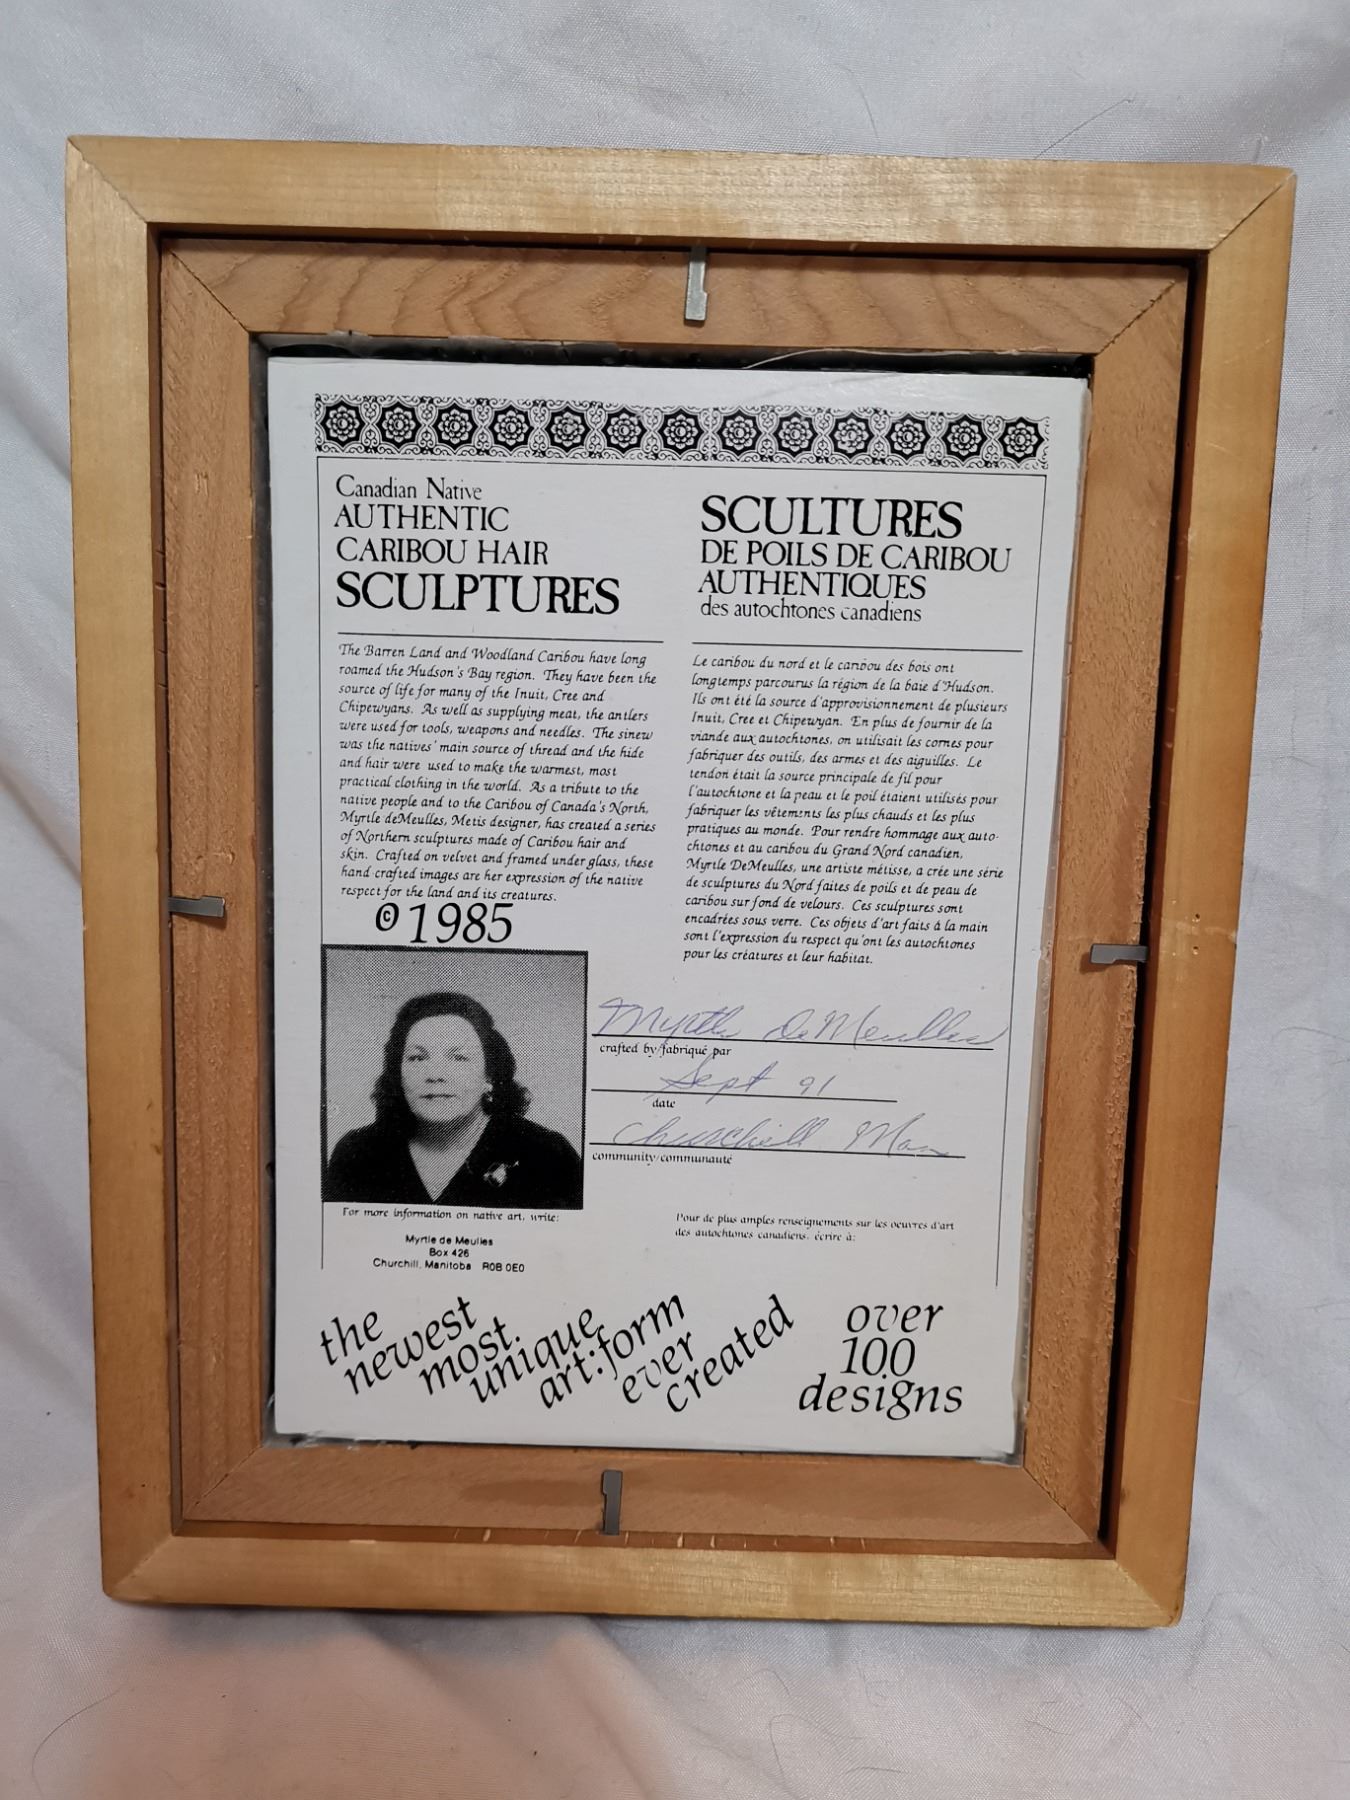 Canadian Native
AUTHENTIC
CARIBOU HAIR
SCULPTURES
The Barren Land and Woodland Caribou have long
roamed the Hudson's Bay region. They have been the
source of life for many of the Inuit, Cree and
Chipewyans. As well as supplying meat, the antlers
were used for tools, weapons and needles. The sinew
was the natives' main source of thread and the hide
and hair were used to make the warmest, most
practical clothing in the world. As a tribute to the
native people and to the Caribou of Canada's North,
Myrtle deMeulles, Metis designer, has created a series
of Northern sculptures made of Caribou hair and
skin. Crafted on velvet and framed under glass, these
hand crafted images are her expression of the native
respect for the land and its creatures.
© 1985
SCULTURES
DE POILS DE CARIBOU
AUTHENTIQUES
des autochtones canadiens
Le caribou du nord et le caribou des bois ont
longtemps parcourus la région de la baie d'Hudson.
Ils ont été la source d'approvisionnement de plusieurs
Inuit, Cree et Chipewyan. En plus de fournir de la
viande aux autochtones, on utilisait les cornes pour
fabriquer des outils, des armes et des aiguilles. Le
tendon était la source principale de fil pour
l'autochtone et la peau et le poil étaient utilisés pour
fabriquer les vêtements les plus chauds et les plus
pratiques au monde. Pour rendre hommage aux auto-
chtones et au caribou du Grand Nord canadien,
Myrtle DeMeulles, une artiste métisse, a crée une série
de sculptures du Nord faites de poils et de peau de
caribou sur fond de velours. Ces sculptures sont
encadrées sous verre. Ces objets d'art faits à la main
sont l'expression du respect qu'ont les autochtones
pour les créatures et leur habitat.
Myrtle DeMeulles
crafted by/fabriqué par
Sept 91
date
Churchill Man
community/communauté
For more information on native art, write:
Myrtle de Meulles
Box 426
Churchill, Manitoba R0B 0E0
Pour de plus amples renseignements sur les oeuvres d'art
des autochtones canadiens, écrire à:
the
newest
most
unique
art:form
ever
created
over
100
designs